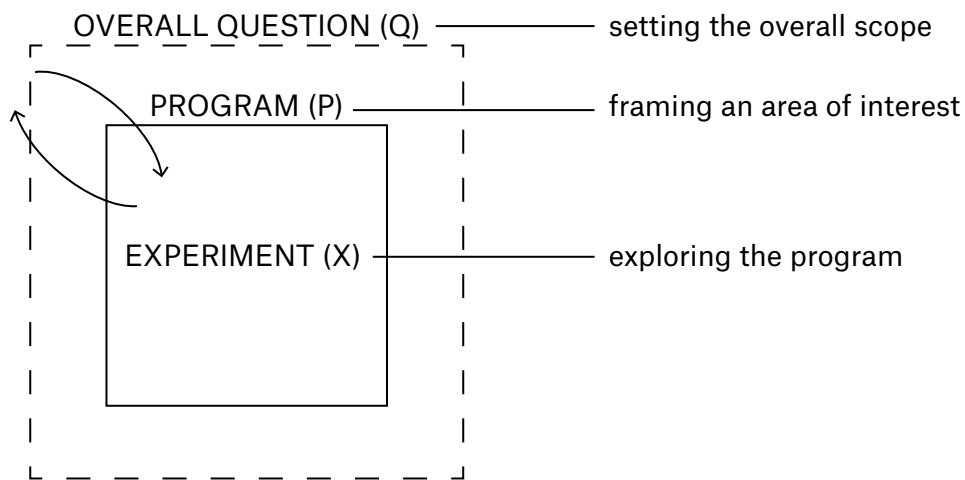 OVERALL QUESTION (Q) setting the overall scope
PROGRAM (P) framing an area of interest
EXPERIMENT (X) exploring the program